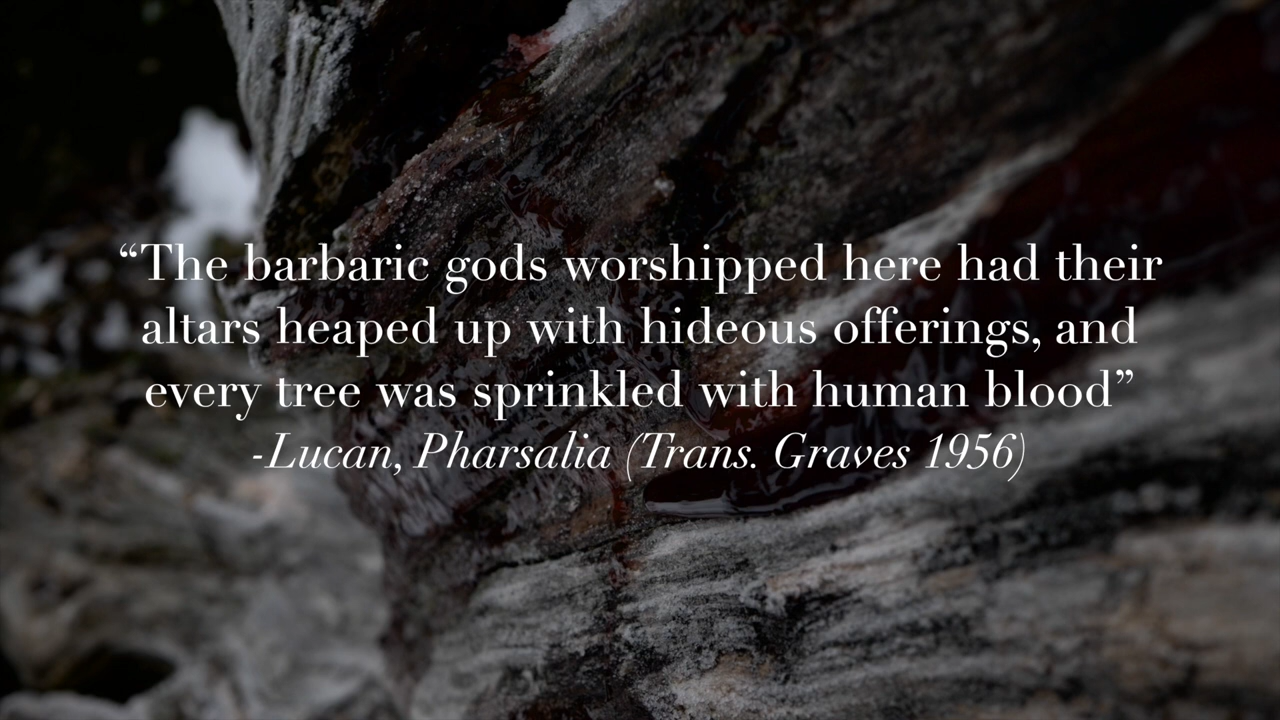 “The barbaric gods worshipped here had their
altars heaped up with hideous offerings, and
every tree was sprinkled with human blood”
-Lucan, Pharsalia (Trans. Graves 1956)